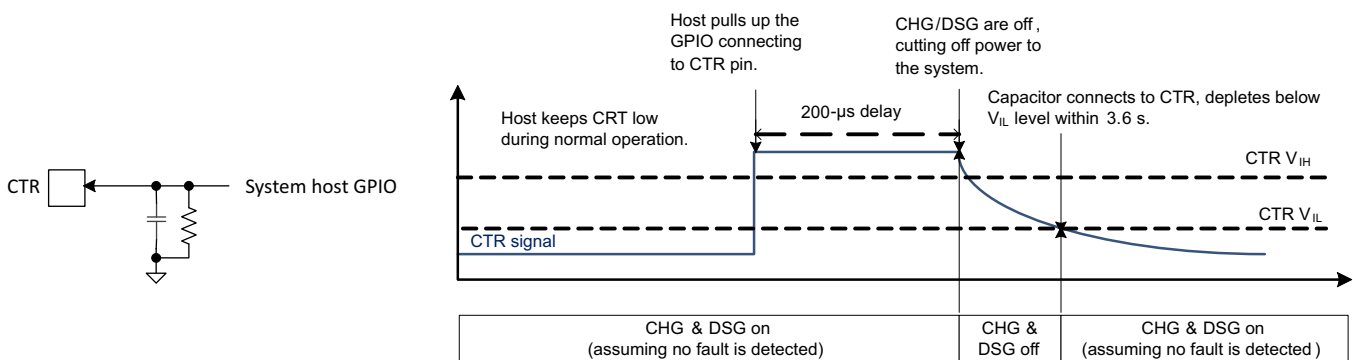 CTR
System host GPIO
Host pulls up the
GPIO connecting
to CTR pin.
CHG/DSG are off ,
cutting off power to
the system.
Host keeps CRT low
during normal operation.
200-µs delay
Capacitor connects to CTR, depletes below
VIL level within 3.6 s.
CTR VIH
CTR VIL
CTR signal
CHG & DSG on
(assuming no fault is detected)
CHG &
DSG off
CHG & DSG on
(assuming no fault is detected )